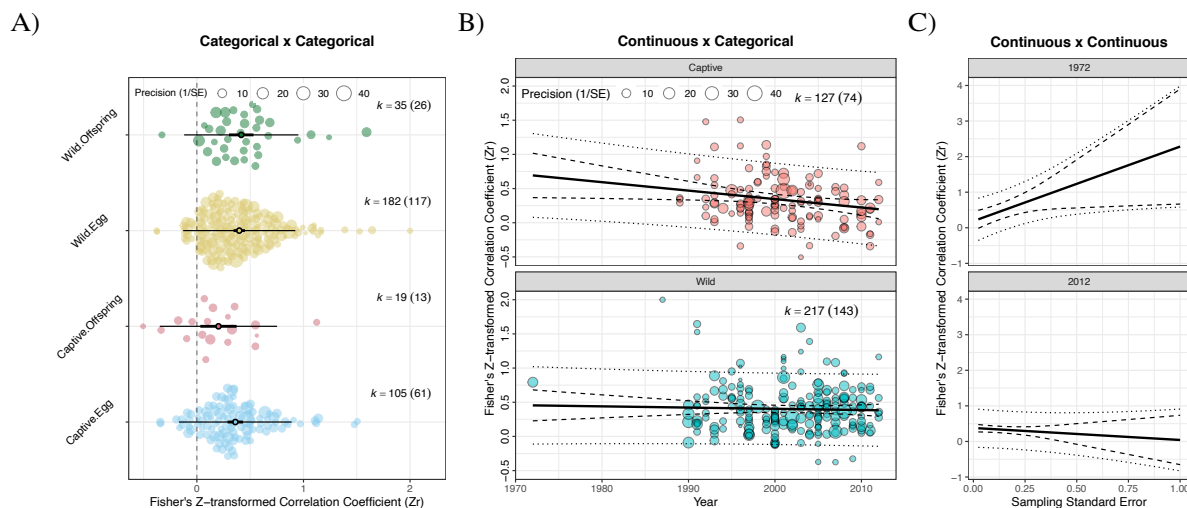 A)
Categorical x Categorical
Precision (1/SE) 10 20 30 40
k = 35 (26)
Wild.Offspring
k = 182 (117)
Wild.Egg
k = 19 (13)
Captive.Offspring
k = 105 (61)
Captive.Egg
0 1 2
Fisher's Z−transformed Correlation Coefficient (Zr)
B)
Continuous x Categorical
Captive
Precision (1/SE) 10 20 30 40
k = 127 (74)
2.0
1.5
1.0
0.5
0.0
−0.5
Wild
k = 217 (143)
2.0
1.5
1.0
0.5
0.0
−0.5
Fisher's Z−transformed Correlation Coefficient (Zr)
1970 1980 1990 2000 2010
Year
C)
Continuous x Continuous
1972
4
3
2
1
0
−1
2012
4
3
2
1
0
−1
Fisher's Z−transformed Correlation Coefficient (Zr)
0.00 0.25 0.50 0.75 1.00
Sampling Standard Error